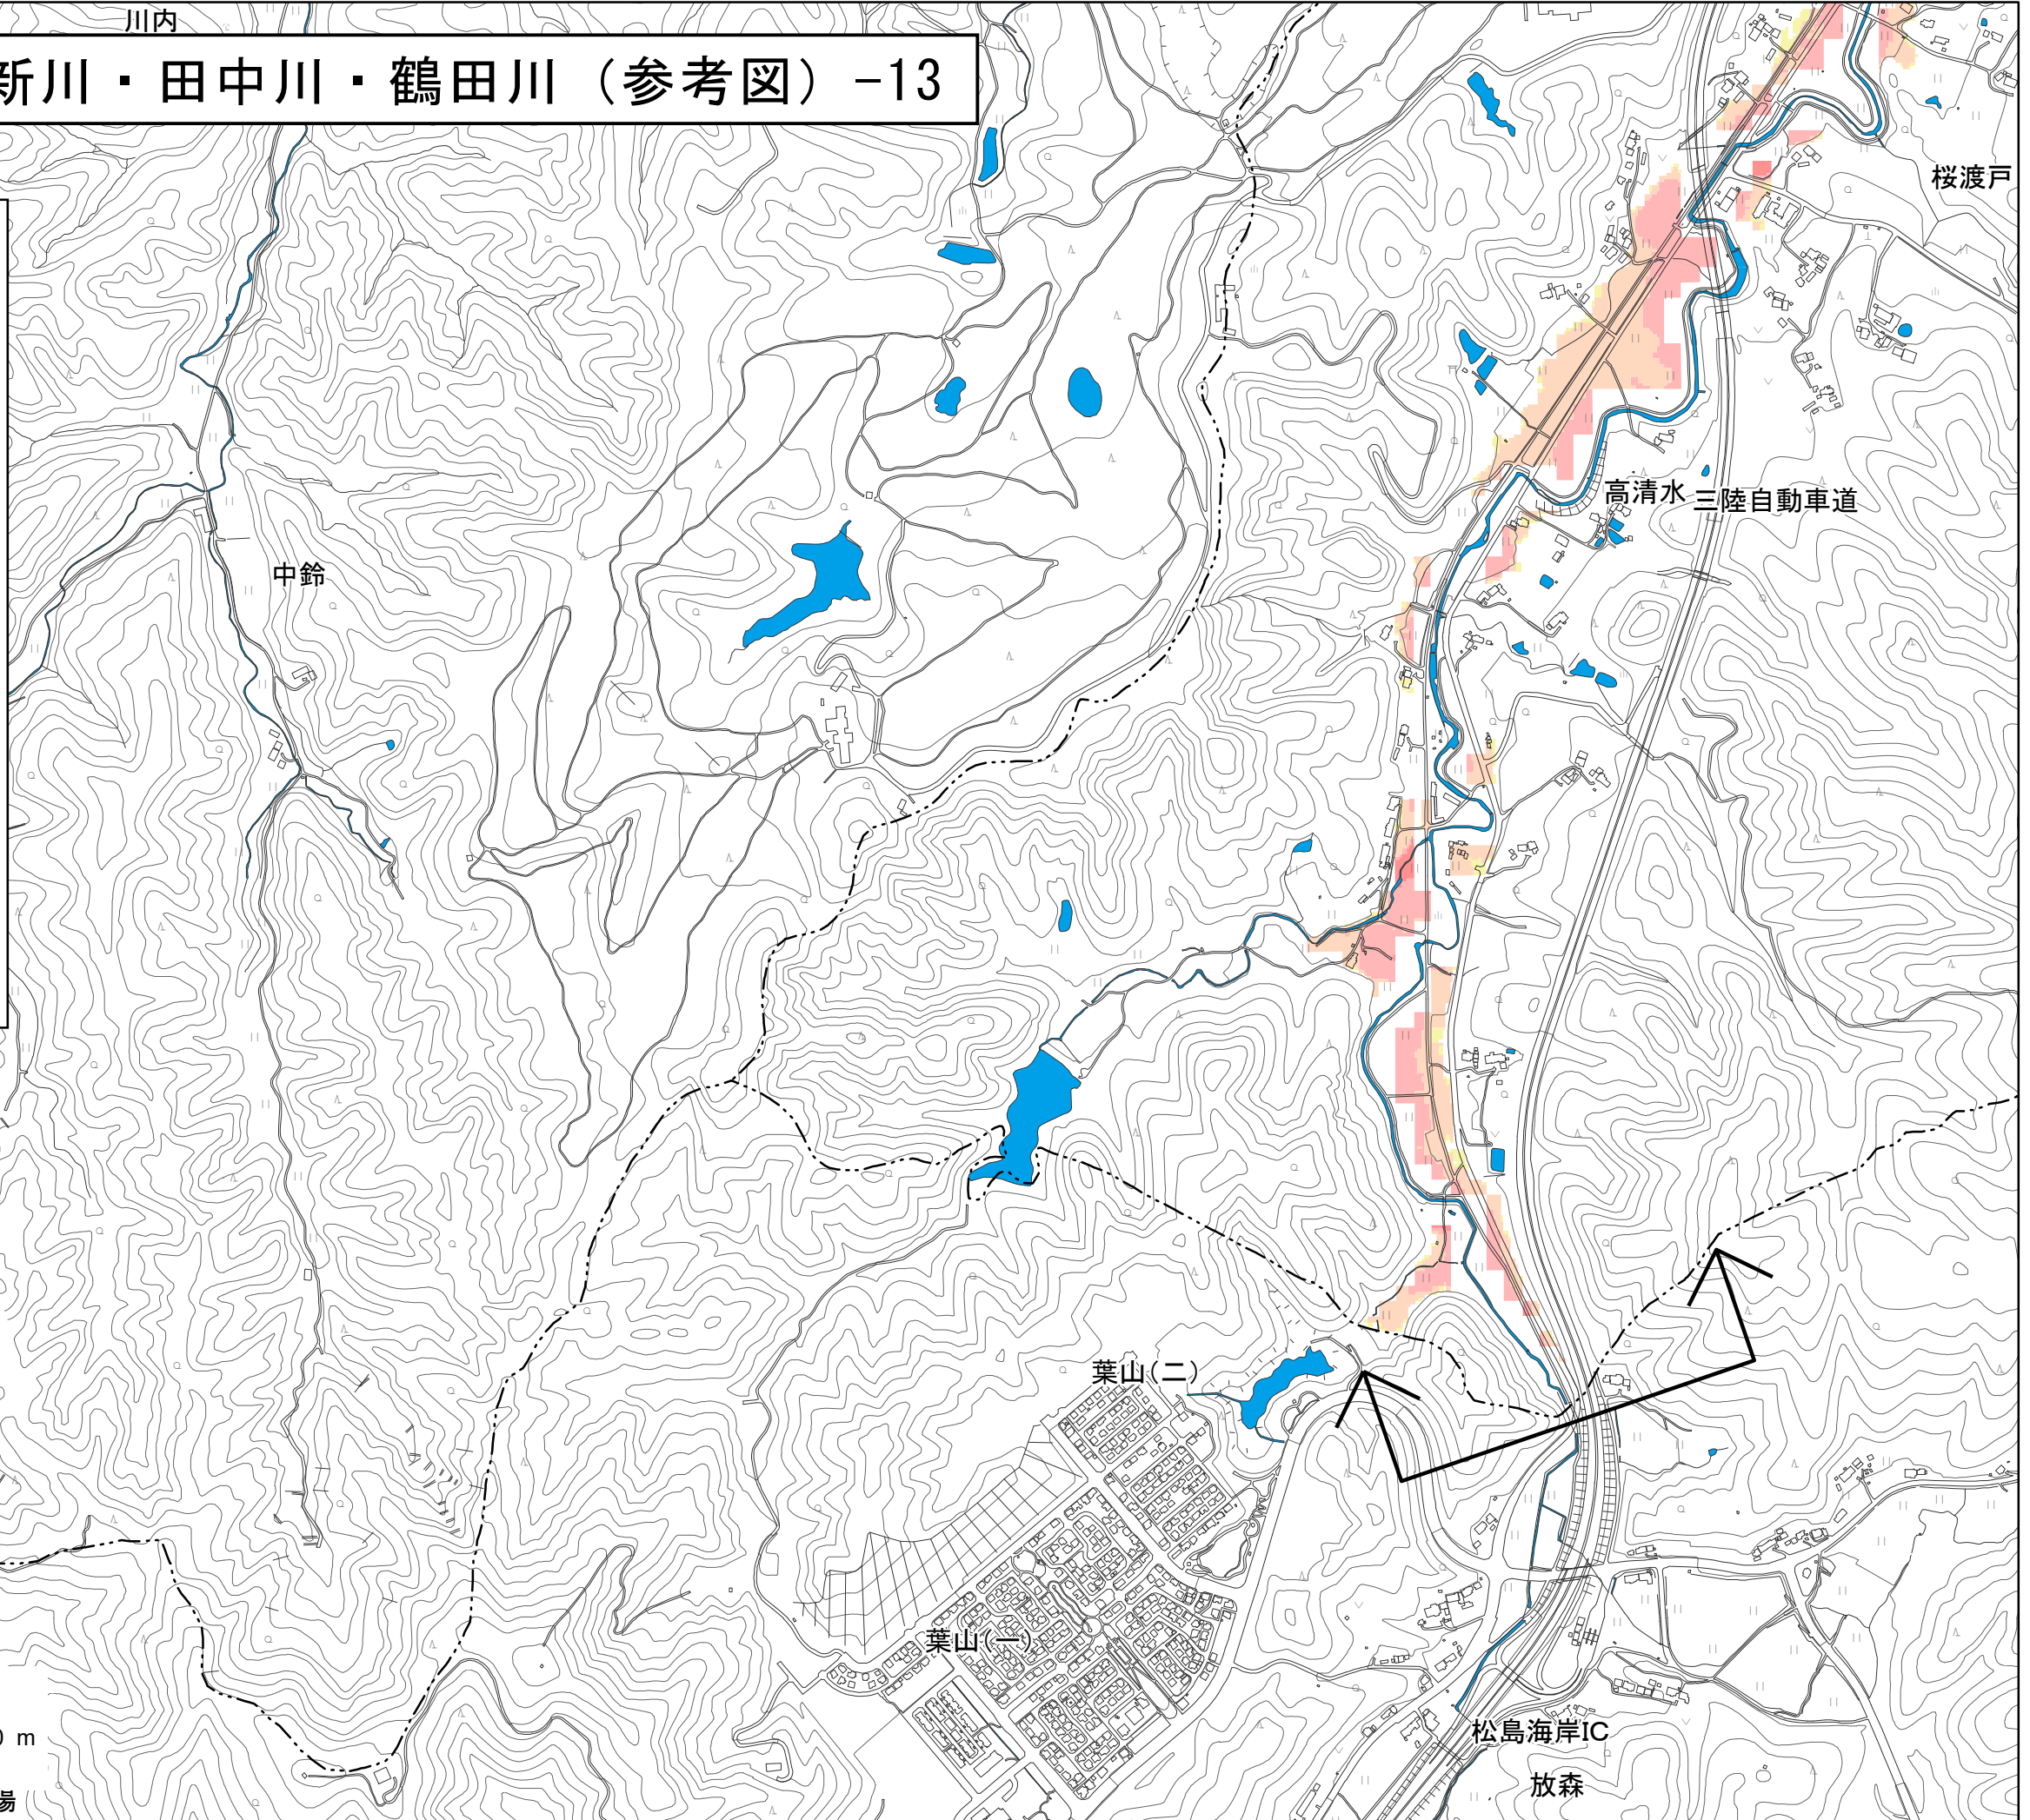 川内
新川・田中川・鶴田川（参考図）-13
桜渡戸
高清水
三陸自動車道
中鈴
葉山(二)
葉山(一)
松島海岸IC
放森
0 m
場